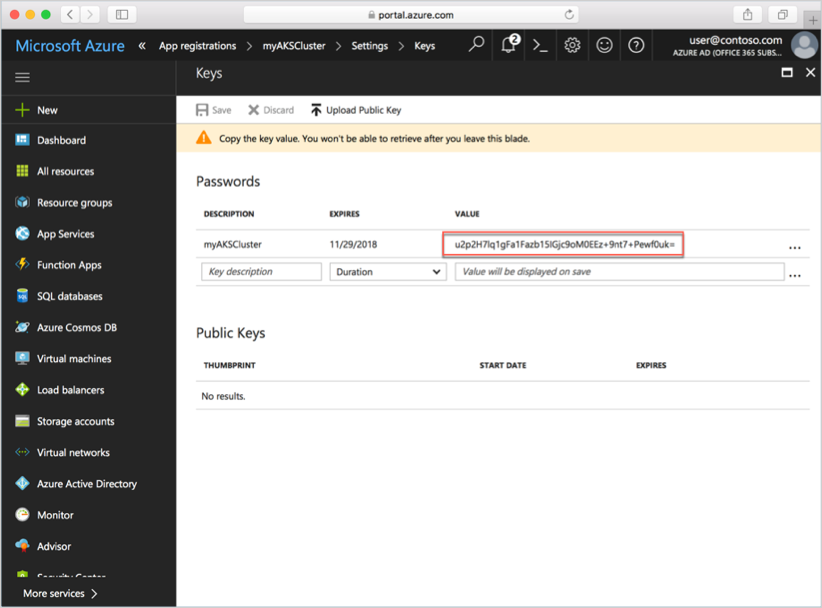 portal.azure.com
Microsoft Azure « App registrations > myAKSCluster > Settings > Keys 2 user@contoso.com
AZURE AD (OFFICE 365 SUBS...
Keys
Save Discard Upload Public Key
Copy the key value. You won't be able to retrieve after you leave this blade.
New
Dashboard
All resources
Resource groups
App Services
Function Apps
SQL databases
Azure Cosmos DB
Virtual machines
Load balancers
Storage accounts
Virtual networks
Azure Active Directory
Monitor
Advisor
Security Center
More services >
Passwords
DESCRIPTION EXPIRES VALUE
myAKSCluster 11/29/2018 u2p2H7lq1gFa1Fazb15lGjc9oM0EEz+9nt7+Pewf0uk= ...
Key description Duration Value will be displayed on save ...
Public Keys
THUMBPRINT START DATE EXPIRES
No results.